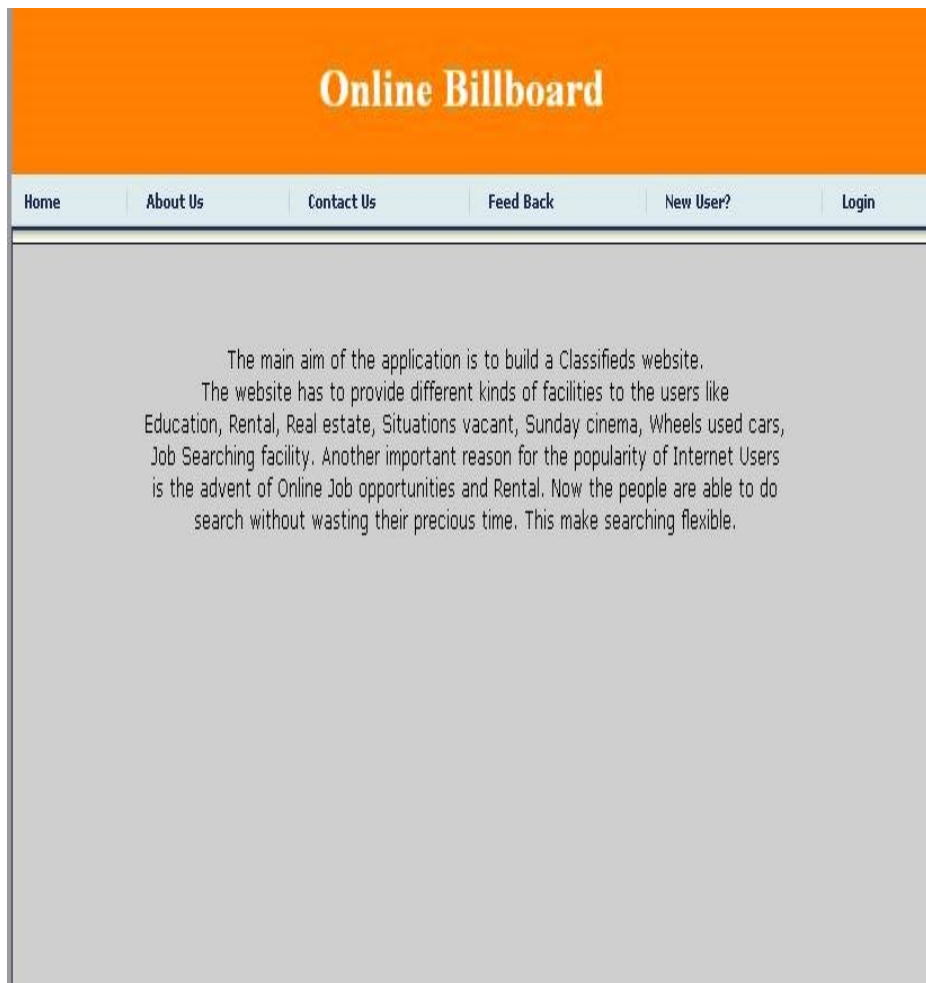 Online Billboard
Home About Us Contact Us Feed Back New User? Login
The main aim of the application is to build a Classifieds website.
The website has to provide different kinds of facilities to the users like
Education, Rental, Real estate, Situations vacant, Sunday cinema, Wheels used cars,
Job Searching facility. Another important reason for the popularity of Internet Users
is the advent of Online Job opportunities and Rental. Now the people are able to do
search without wasting their precious time. This make searching flexible.